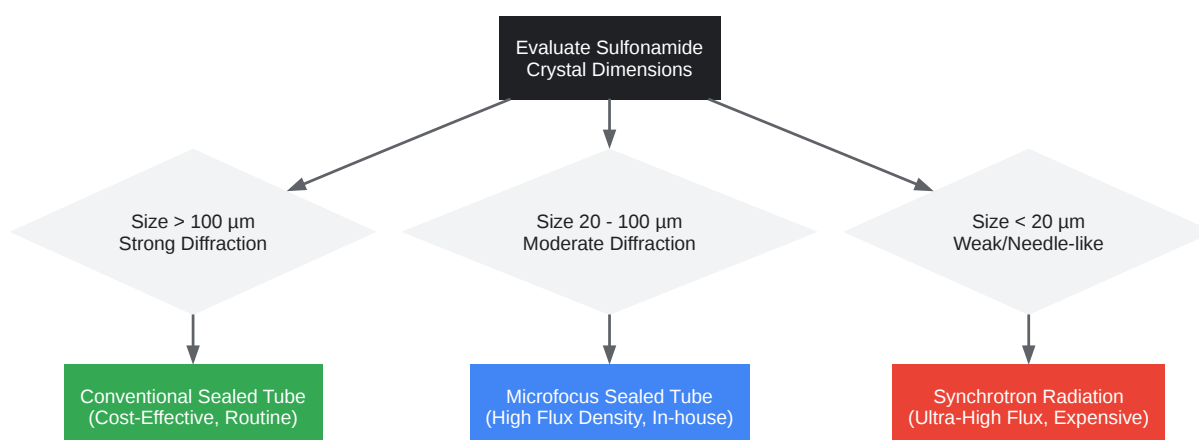 Evaluate Sulfonamide
Crystal Dimensions
Size > 100 µm
Strong Diffraction
Size 20 - 100 µm
Moderate Diffraction
Size < 20 µm
Weak/Needle-like
Conventional Sealed Tube
(Cost-Effective, Routine)
Microfocus Sealed Tube
(High Flux Density, In-house)
Synchrotron Radiation
(Ultra-High Flux, Expensive)